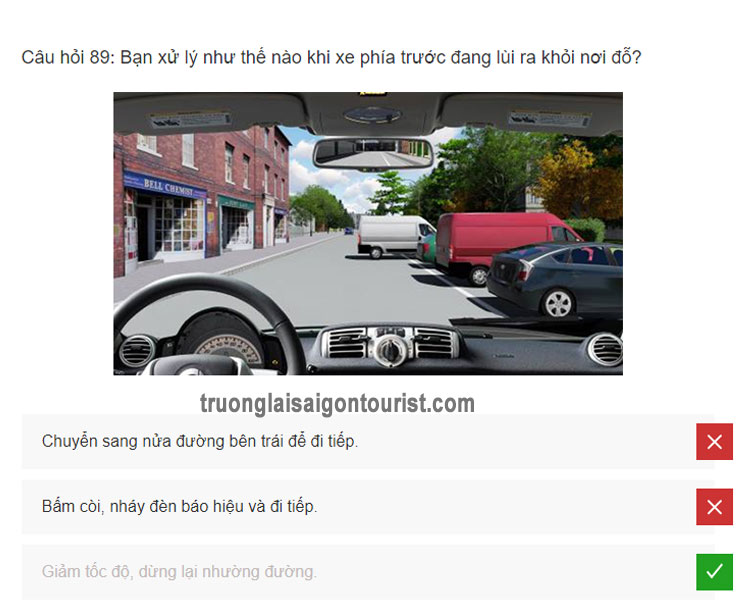 Câu hỏi 89: Bạn xử lý như thế nào khi xe phía trước đang lùi ra khỏi nơi đỗ?
BELL CHEMIST
truonglaisaigontourist.com
Chuyển sang nửa đường bên trái để đi tiếp.
Bấm còi, nháy đèn báo hiệu và đi tiếp.
Giảm tốc độ, dừng lại nhường đường.